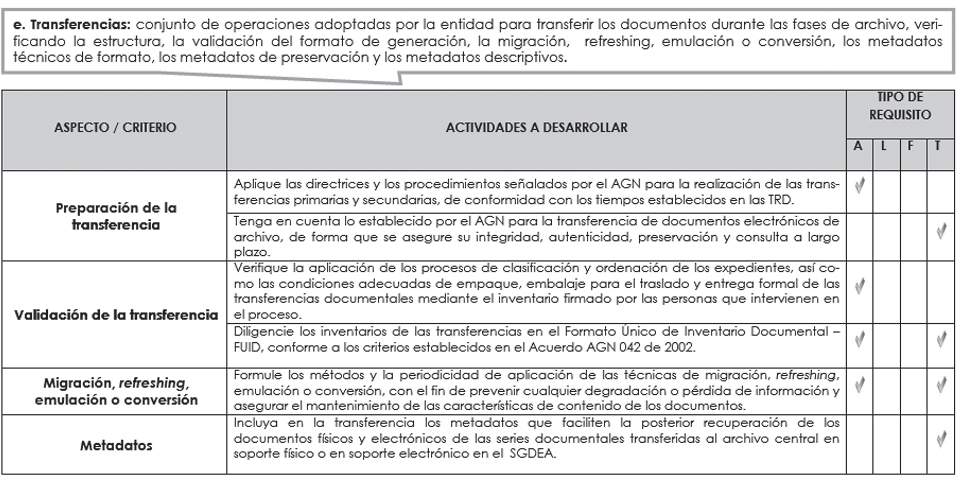 e. Transferencias: conjunto de operaciones adoptadas por la entidad para transferir los documentos durante las fases de archivo, veri-
ficando la estructura, la validación del formato de generación, la migración, refreshing, emulación o conversión, los metadatos
técnicos de formato, los metadatos de preservación y los metadatos descriptivos.
ASPECTO / CRITERIO
ACTIVIDADES A DESARROLLAR
TIPO DE
REQUISITO
A L F T
Preparación de la
transferencia
Aplique las directrices y los procedimientos señalados por el AGN para la realización de las trans-
ferencias primarias y secundarias, de conformidad con los tiempos establecidos en las TRD.
Tenga en cuenta lo establecido por el AGN para la transferencia de documentos electrónicos de
archivo, de forma que se asegure su integridad, autenticidad, preservación y consulta a largo
plazo.
Validación de la transferencia
Verifique la aplicación de los procesos de clasificación y ordenación de los expedientes, así co-
mo las condiciones adecuadas de empaque, embalaje para el traslado y entrega formal de las
transferencias documentales mediante el inventario firmado por las personas que intervienen en
el proceso.
Diligencie los inventarios de las transferencias en el Formato Único de Inventario Documental –
FUID, conforme a los criterios establecidos en el Acuerdo AGN 042 de 2002.
Migración, refreshing,
emulación o conversión
Formule los métodos y la periodicidad de aplicación de las técnicas de migración, refreshing,
emulación o conversión, con el fin de prevenir cualquier degradación o pérdida de información y
asegurar el mantenimiento de las características de contenido de los documentos.
Metadatos
Incluya en la transferencia los metadatos que faciliten la posterior recuperación de los
documentos físicos y electrónicos de las series documentales transferidas al archivo central en
soporte físico o en soporte electrónico en el SGDEA.